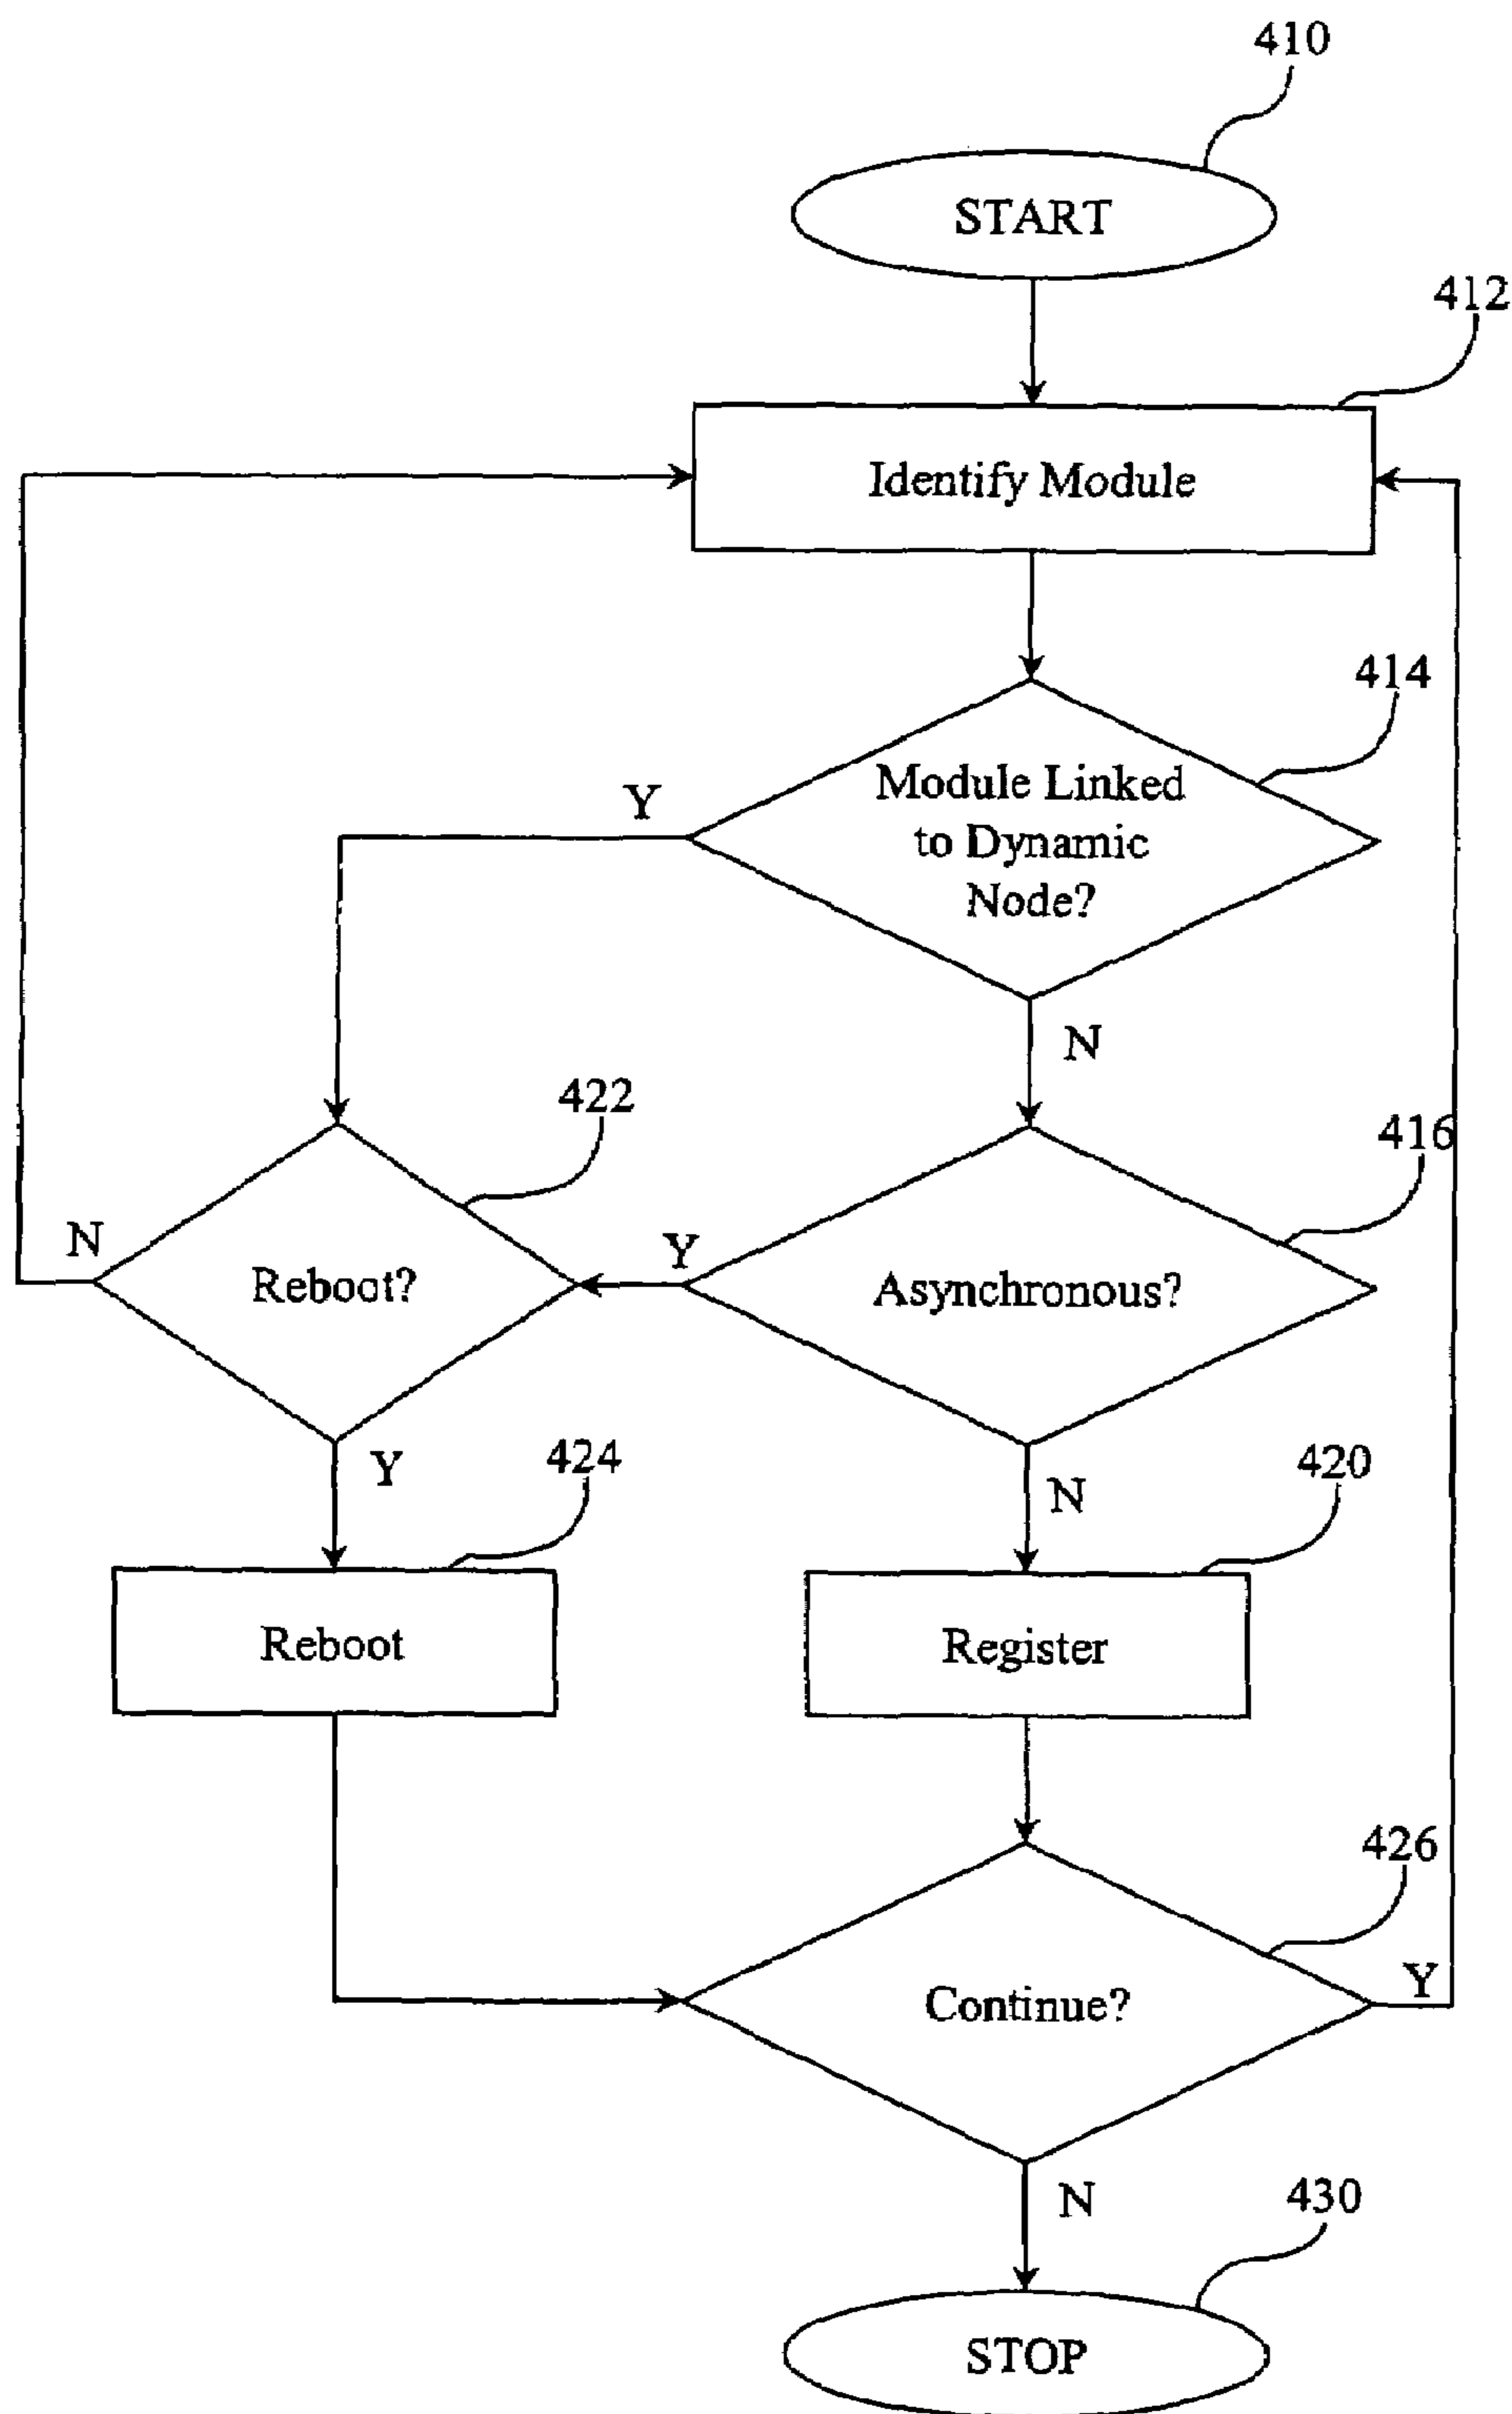 410
START
412
Identify Module
414
Y
Module Linked
to Dynamic
Node?
N
422
416
N
Reboot?
Y
Asynchronous?
Y
424
N
420
Reboot
Register
426
Continue?
Y
N
430
STOP